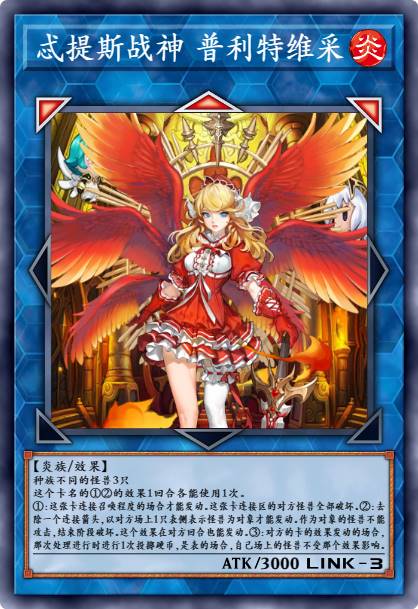 忒提斯战神 普利特维采 炎
【炎族/效果】
种族不同的怪兽3只
这个卡名的①②的效果1回合各能使用1次。
①:这张卡连接召唤程度的场合才能发动。这张卡连接区的对方怪兽全部破坏。②:去
除一个连接箭头,以对方场上1只表侧表示怪兽为对象才能发动。作为对象的怪兽不能
攻击,结束阶段破坏。这个效果在对方回合也能发动。③:对方的卡的效果发动的场合,
那次处理进行时进行1次投掷硬币,是表的场合,自己场上的怪兽不受那个效果影响。
ATK/3000 LINK-3